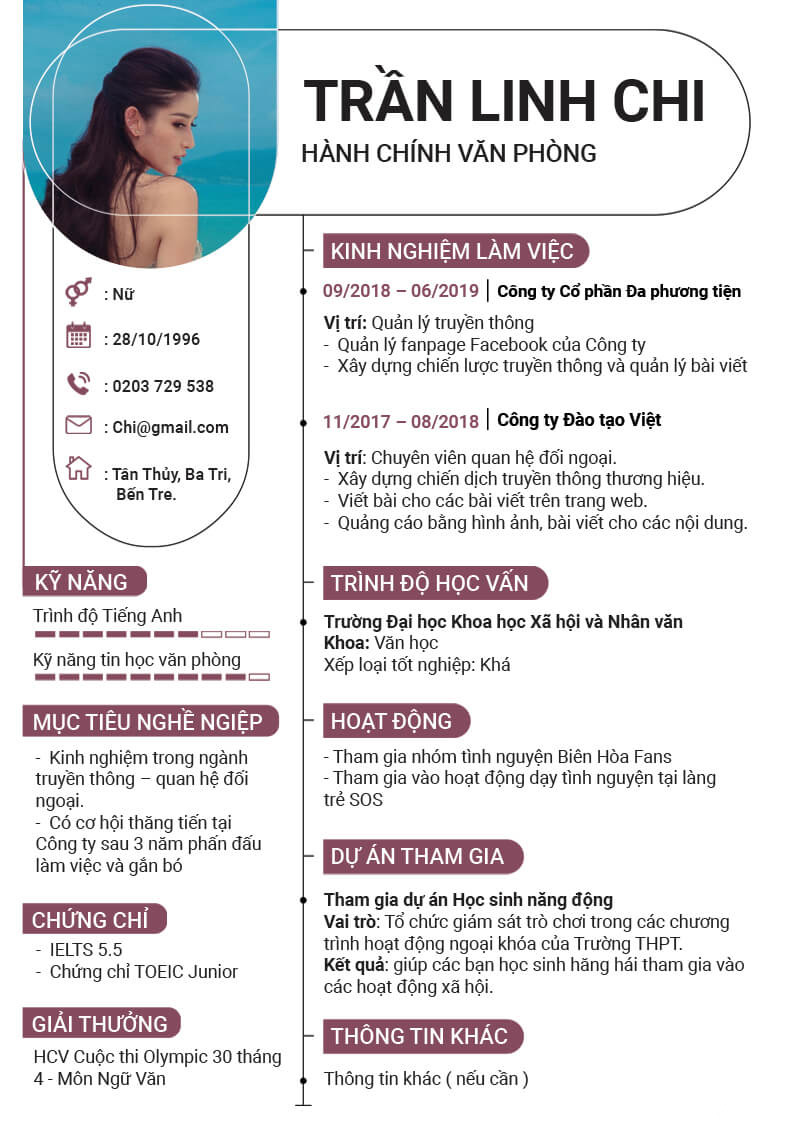 TRẦN LINH CHI
HÀNH CHÍNH VĂN PHÒNG
: Nữ
: 28/10/1996
: 0203 729 538
: Chi@gmail.com
: Tân Thủy, Ba Tri,
Bến Tre.
KỸ NĂNG
Trình độ Tiếng Anh
Kỹ năng tin học văn phòng
MỤC TIÊU NGHỀ NGIỆP
- Kinh nghiệm trong ngành
truyền thông – quan hệ đối
ngoại.
- Có cơ hội thăng tiến tại
Công ty sau 3 năm phấn đấu
làm việc và gắn bó
CHỨNG CHỈ
- IELTS 5.5
- Chứng chỉ TOEIC Junior
GIẢI THƯỞNG
HCV Cuộc thi Olympic 30 tháng
4 - Môn Ngữ Văn
KINH NGHIỆM LÀM VIỆC
09/2018 – 06/2019 | Công ty Cổ phần Đa phương tiện
Vị trí: Quản lý truyền thông
- Quản lý fanpage Facebook của Công ty
- Xây dựng chiến lược truyền thông và quản lý bài viết
11/2017 – 08/2018 | Công ty Đào tạo Việt
Vị trí: Chuyên viên quan hệ đối ngoại.
- Xây dựng chiến dịch truyền thông thương hiệu.
- Viết bài cho các bài viết trên trang web.
- Quảng cáo bằng hình ảnh, bài viết cho các nội dung.
TRÌNH ĐỘ HỌC VẤN
Trường Đại học Khoa học Xã hội và Nhân văn
Khoa: Văn học
Xếp loại tốt nghiệp: Khá
HOẠT ĐỘNG
- Tham gia nhóm tình nguyện Biên Hòa Fans
- Tham gia vào hoạt động dạy tình nguyện tại làng
trẻ SOS
DỰ ÁN THAM GIA
Tham gia dự án Học sinh năng động
Vai trò: Tổ chức giám sát trò chơi trong các chương
trình hoạt động ngoại khóa của Trường THPT.
Kết quả: giúp các bạn học sinh hăng hái tham gia vào
các hoạt động xã hội.
THÔNG TIN KHÁC
Thông tin khác ( nếu cần )